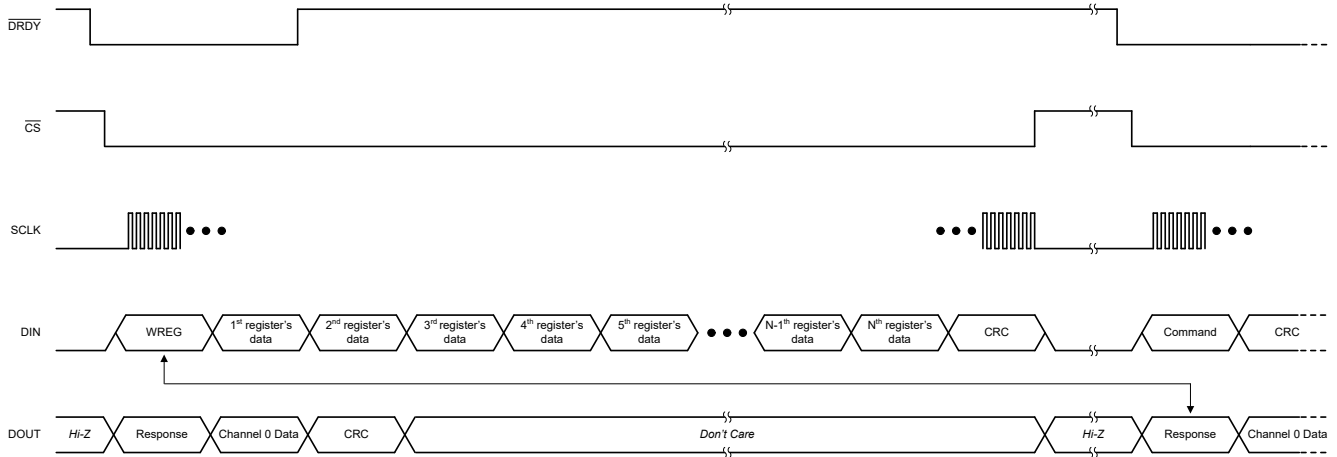 DRDY
CS
SCLK
DIN
WREG
1st register's
data
2nd register's
data
3rd register's
data
4th register's
data
5th register's
data
N-1th register's
data
Nth register's
data
CRC
Command
CRC
DOUT
Hi-Z
Response
Channel 0 Data
CRC
Don't Care
Hi-Z
Response
Channel 0 Data